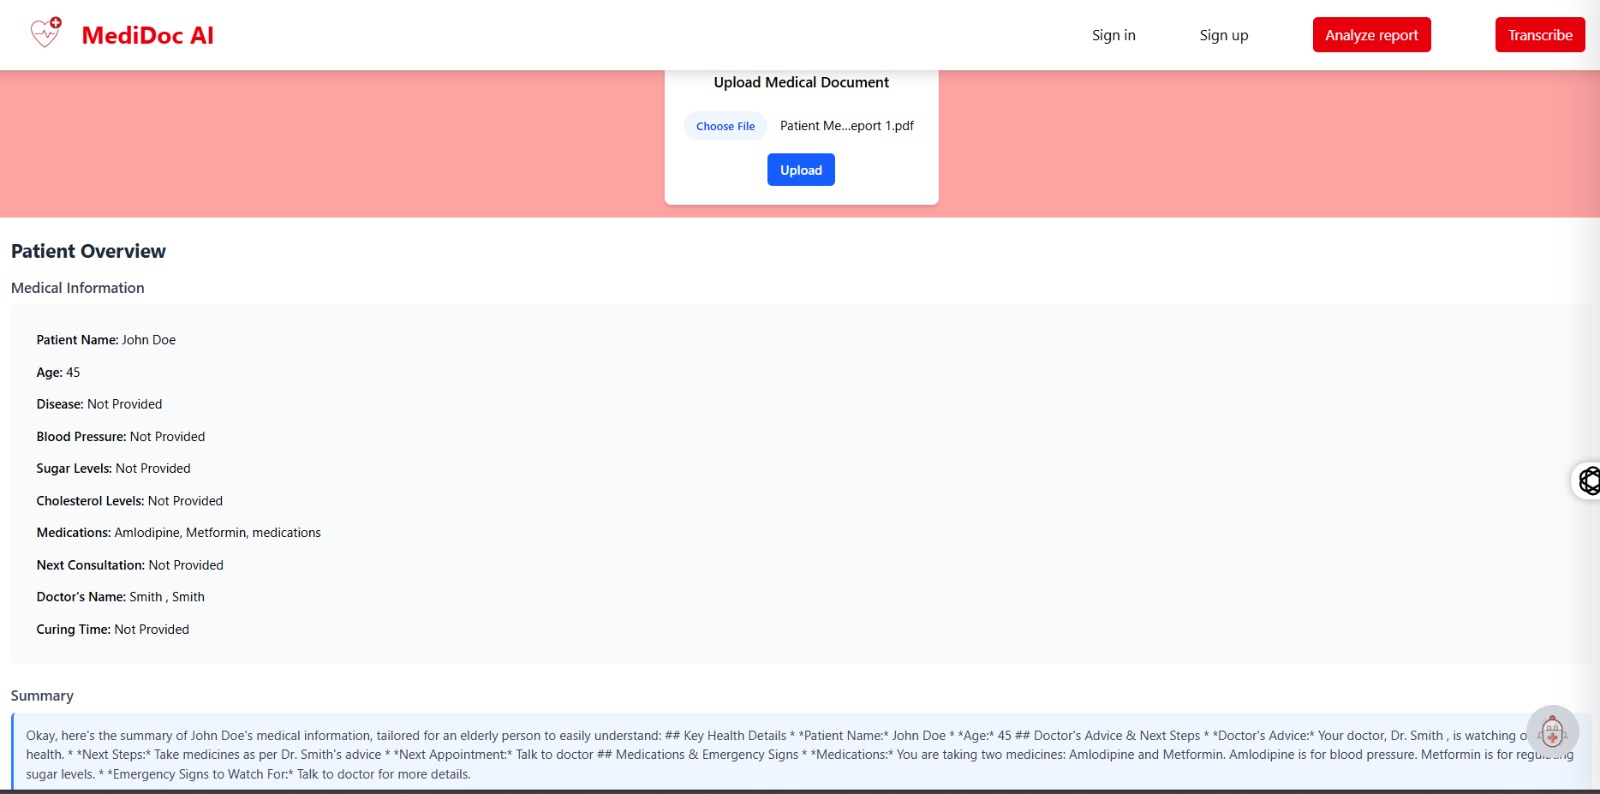 MediDoc AI
Sign in
Sign up
Analyze report
Transcribe
Upload Medical Document
Choose File
Patient Me...eport 1.pdf
Upload
Patient Overview
Medical Information
Patient Name: John Doe
Age: 45
Disease: Not Provided
Blood Pressure: Not Provided
Sugar Levels: Not Provided
Cholesterol Levels: Not Provided
Medications: Amlodipine, Metformin, medications
Next Consultation: Not Provided
Doctor's Name: Smith , Smith
Curing Time: Not Provided
Summary
Okay, here's the summary of John Doe's medical information, tailored for an elderly person to easily understand: ## Key Health Details * *Patient Name:* John Doe * *Age:* 45 ## Doctor's Advice & Next Steps * *Doctor's Advice:* Your doctor, Dr. Smith , is watching
health. * *Next Steps:* Take medicines as per Dr. Smith's advice * *Next Appointment:* Talk to doctor ## Medications & Emergency Signs * *Medications:* You are taking two medicines: Amlodipine and Metformin. Amlodipine is for blood pressure. Metformin is for regulating
sugar levels. * *Emergency Signs to Watch For:* Talk to doctor for more details.